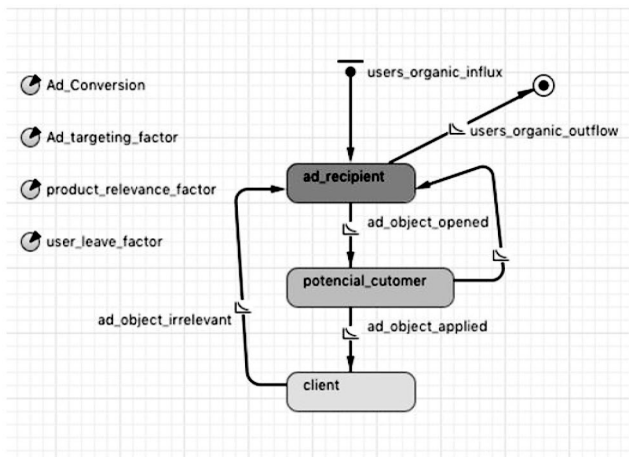 users_organic_influx
Ad_Conversion
users_organic_outflow
Ad_targeting_factor
ad_recipient
product_relevance_factor
ad_object_opened
user_leave_factor
potencial_cutomer
ad_object_irrelevant
ad_object_applied
client